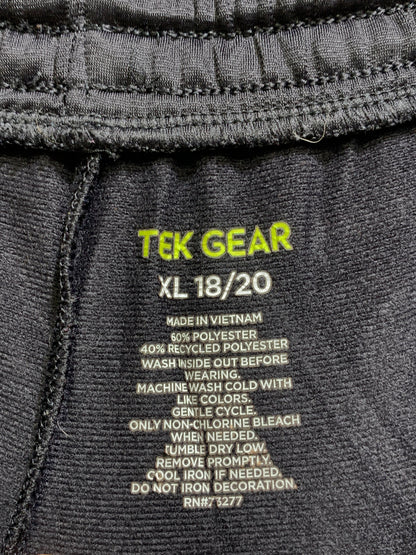 TEK GEAR
XL 18/20
MADE IN VIETNAM
60% POLYESTER
40% RECYCLED POLYESTER
WASH INSIDE OUT BEFORE
WEARING.
MACHINE WASH COLD WITH
LIKE COLORS.
GENTLE CYCLE.
ONLY NON-CHLORINE BLEACH
WHEN NEEDED.
TUMBLE DRY LOW.
REMOVE PROMPTLY.
COOL IRON IF NEEDED.
DO NOT IRON DECORATION.
RN#73277